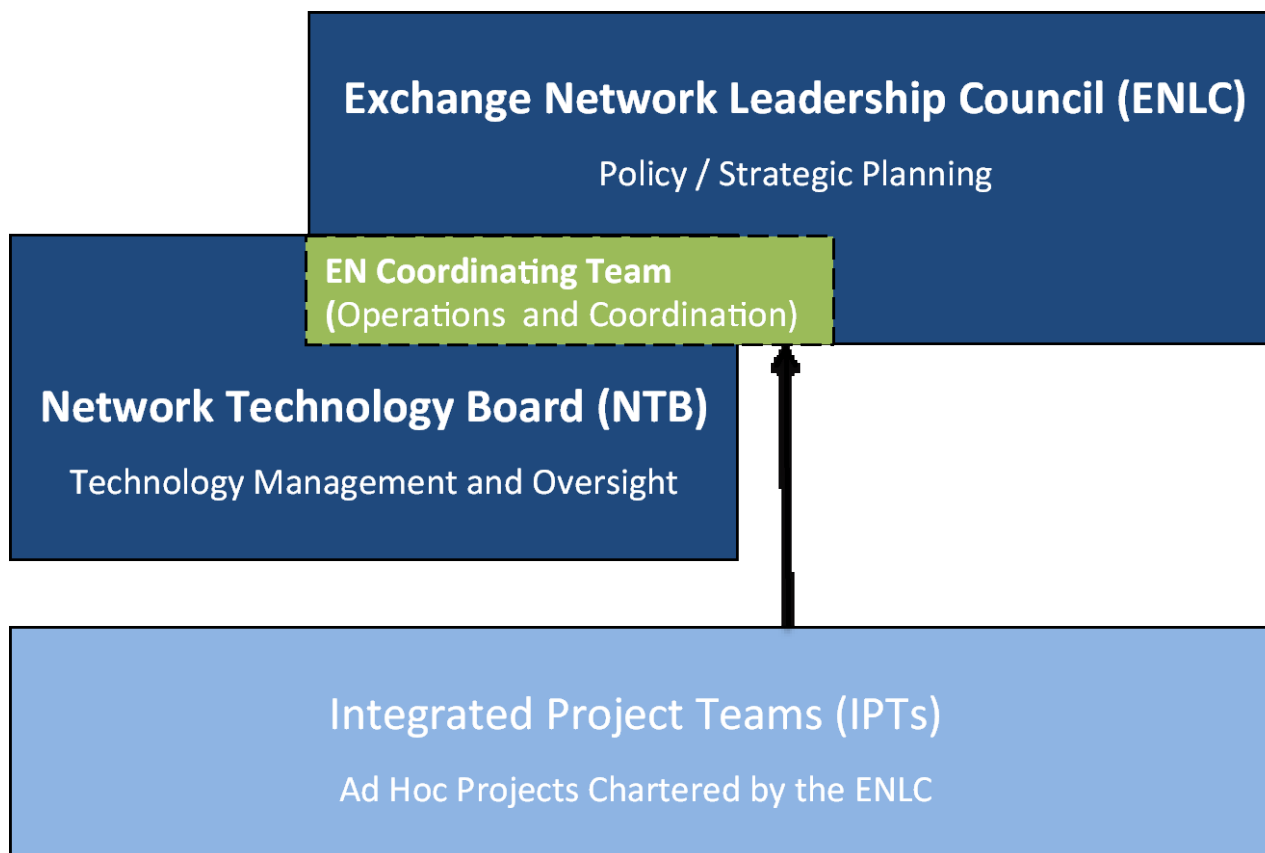 Exchange Network Leadership Council (ENLC)
Policy / Strategic Planning
EN Coordinating Team
(Operations and Coordination)
Network Technology Board (NTB)
Technology Management and Oversight
Integrated Project Teams (IPTs)
Ad Hoc Projects Chartered by the ENLC